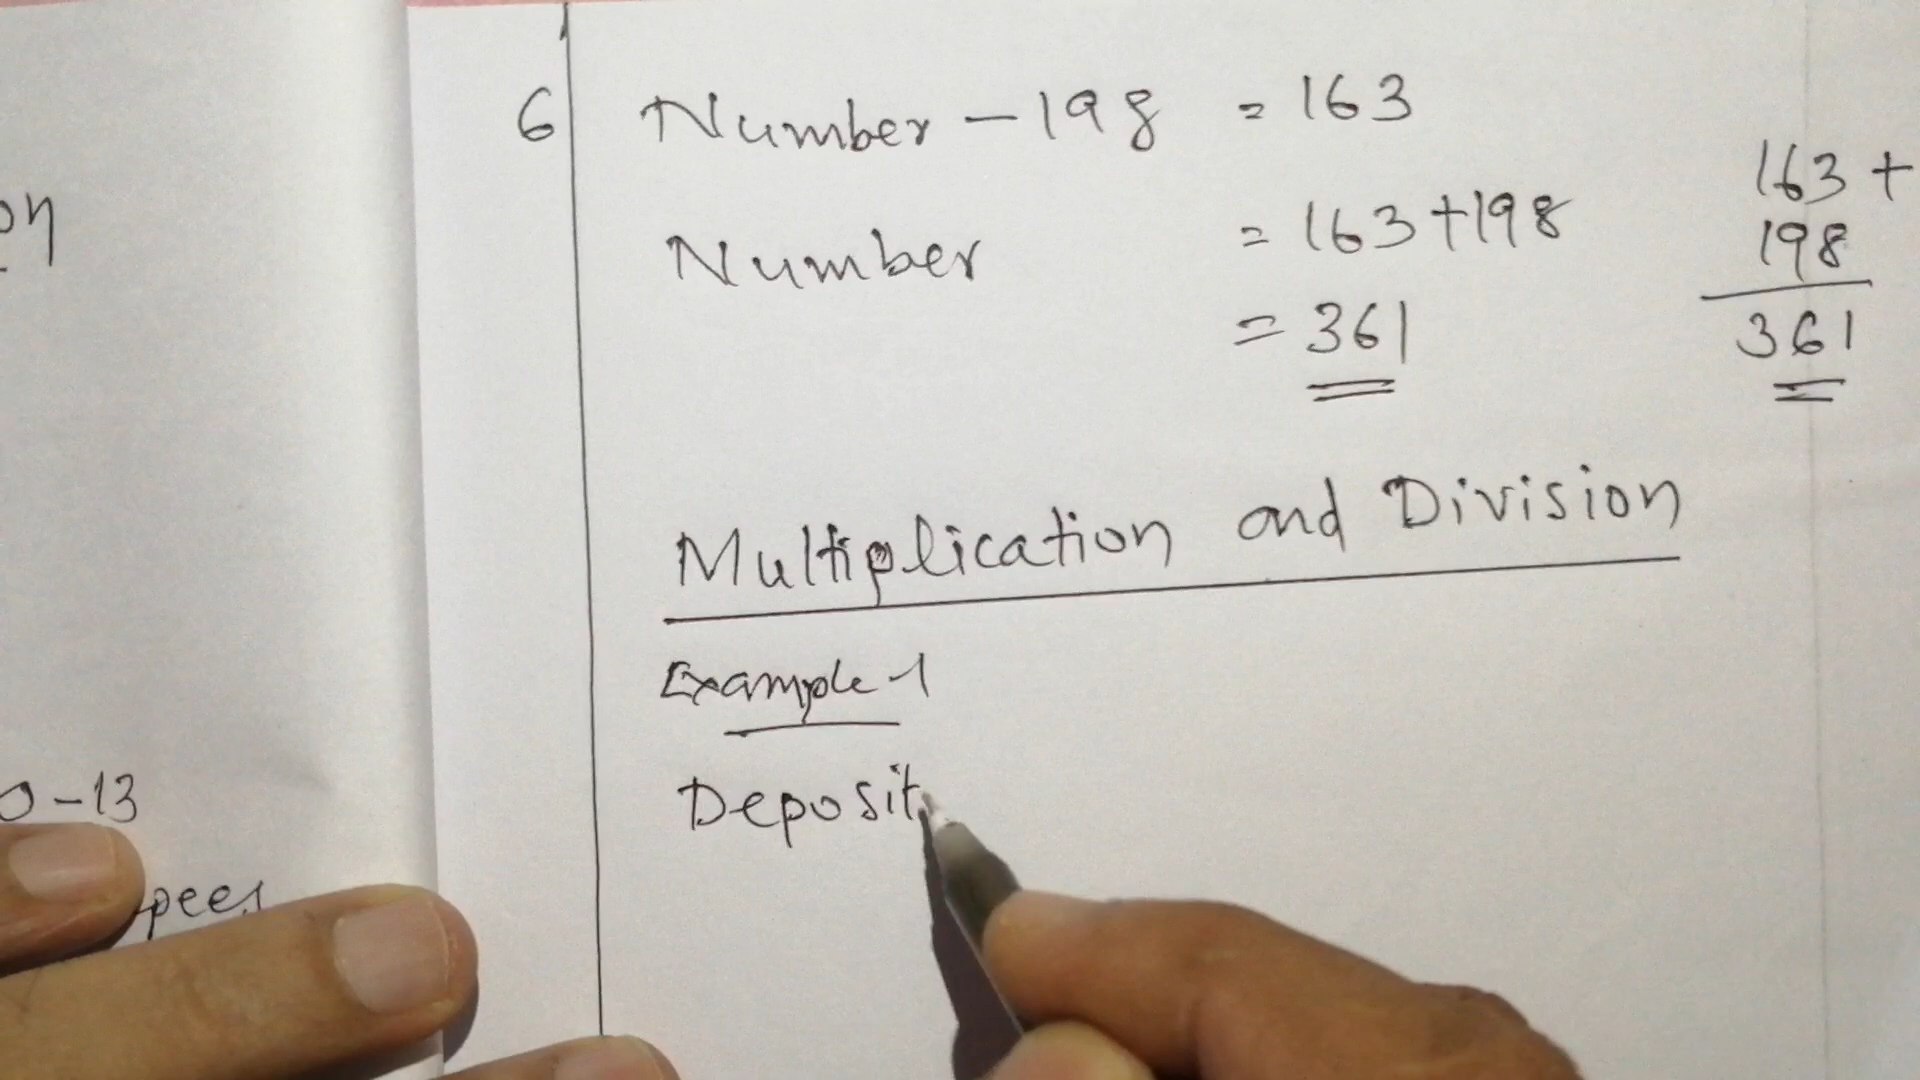 0-13
6 Number - 198 = 163
Number = 163+198
= 361
163 +
198
361
Multiplication and Division
Example-1
Deposit